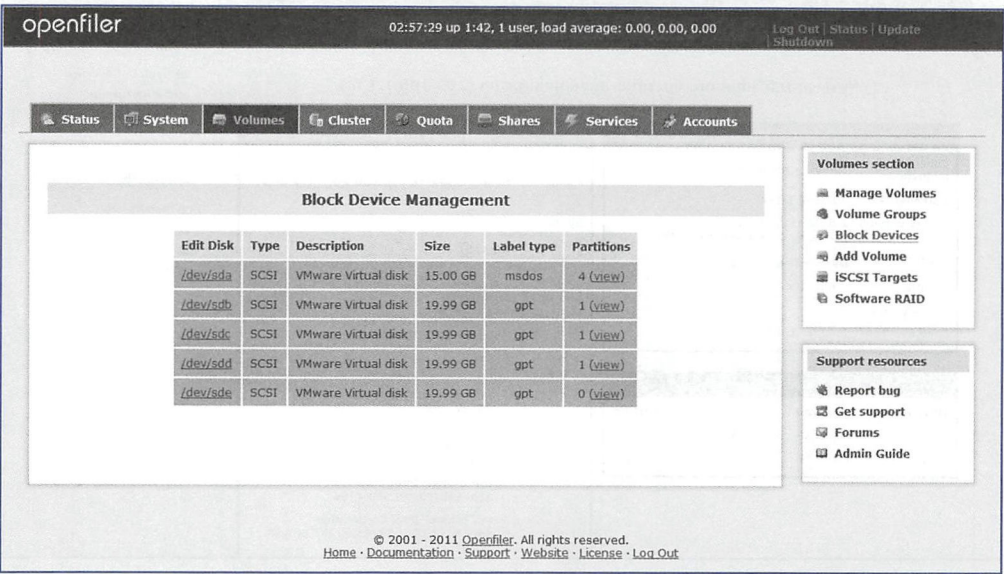 openfiler
02:57:29 up 1:42, 1 user, load average: 0.00, 0.00, 0.00
Log Out | Status | Update
| Shutdown
Status System Volumes Cluster Quota Shares Services Accounts
Block Device Management
Edit Disk Type Description Size Label type Partitions
/dev/sda SCSI VMware Virtual disk 15.00 GB msdos 4 (view)
/dev/sdb SCSI VMware Virtual disk 19.99 GB gpt 1 (view)
/dev/sdc SCSI VMware Virtual disk 19.99 GB gpt 1 (view)
/dev/sdd SCSI VMware Virtual disk 19.99 GB gpt 1 (view)
/dev/sde SCSI VMware Virtual disk 19.99 GB gpt 0 (view)
Volumes section
Manage Volumes
Volume Groups
Block Devices
Add Volume
iSCSI Targets
Software RAID
Support resources
Report bug
Get support
Forums
Admin Guide
© 2001 - 2011 Openfiler. All rights reserved.
Home · Documentation · Support · Website · License · Log Out